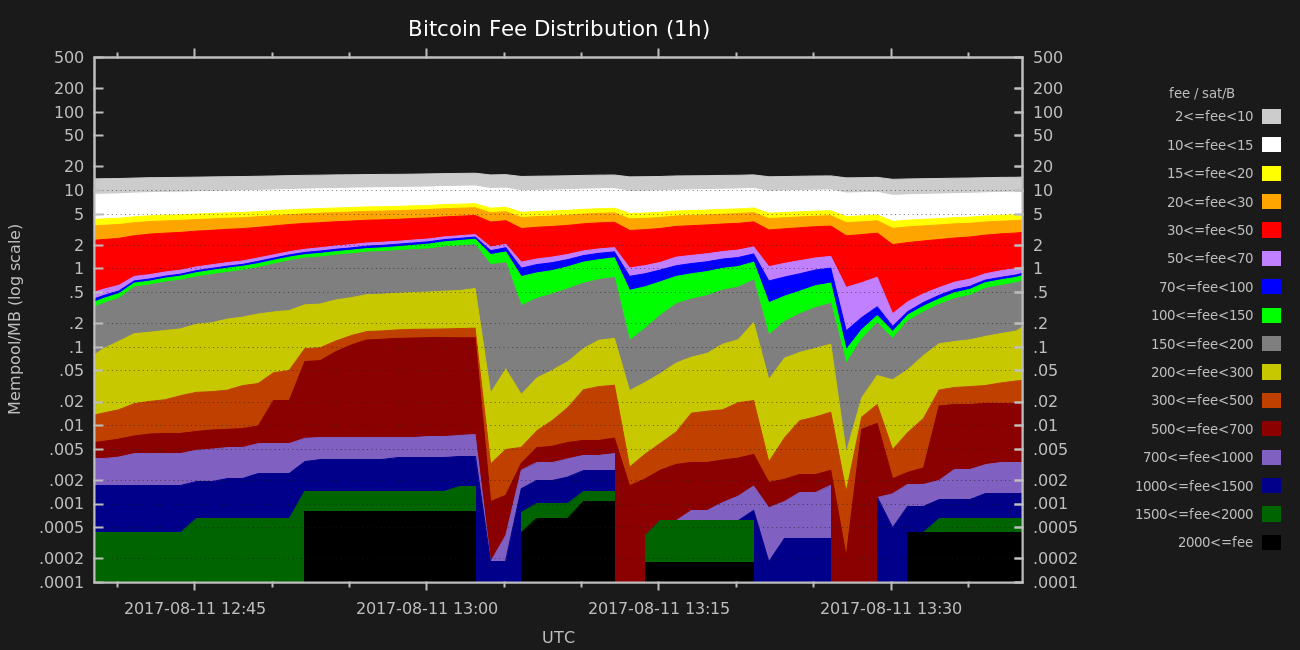 Bitcoin Fee Distribution (1h)
500 500
200 200
100 100
50 50
20 20
10 10
5 5
2 2
1 1
.5 .5
.2 .2
.1 .1
.05 .05
.02 .02
.01 .01
.005 .005
.002 .002
.001 .001
.0005 .0005
.0002 .0002
.0001 .0001
Mempool/MB (log scale)
2017-08-11 12:45 2017-08-11 13:00 2017-08-11 13:15 2017-08-11 13:30
UTC
fee / sat/B
2<=fee<10
10<=fee<15
15<=fee<20
20<=fee<30
30<=fee<50
50<=fee<70
70<=fee<100
100<=fee<150
150<=fee<200
200<=fee<300
300<=fee<500
500<=fee<700
700<=fee<1000
1000<=fee<1500
1500<=fee<2000
2000<=fee